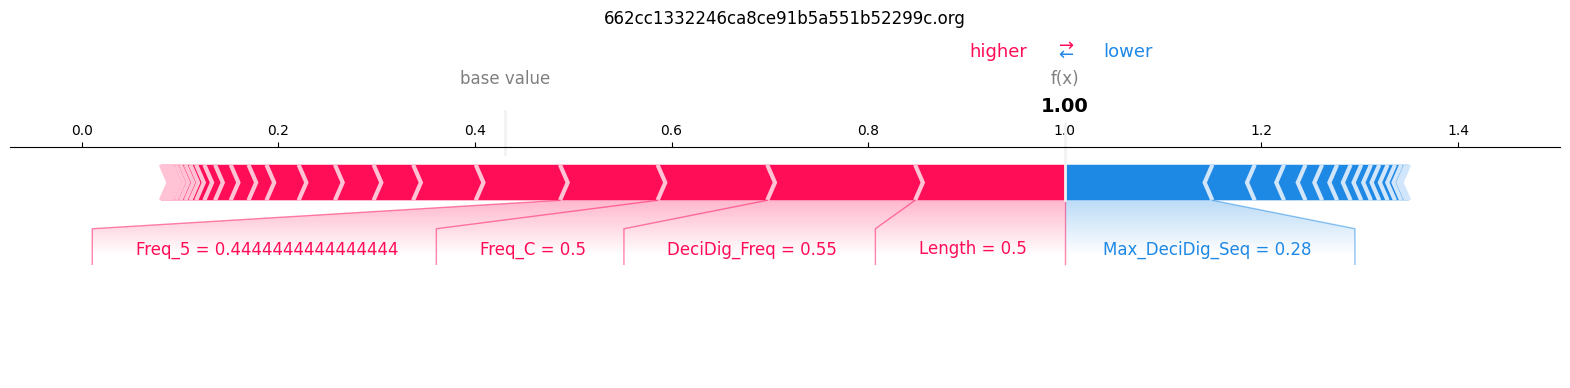 662cc1332246ca8ce91b5a551b52299c.org
higher ⇄ lower
base value f(x)
1.00
0.0 0.2 0.4 0.6 0.8 1.0 1.2 1.4
Freq_5 = 0.4444444444444444 Freq_C = 0.5 DeciDig_Freq = 0.55 Length = 0.5 Max_DeciDig_Seq = 0.28